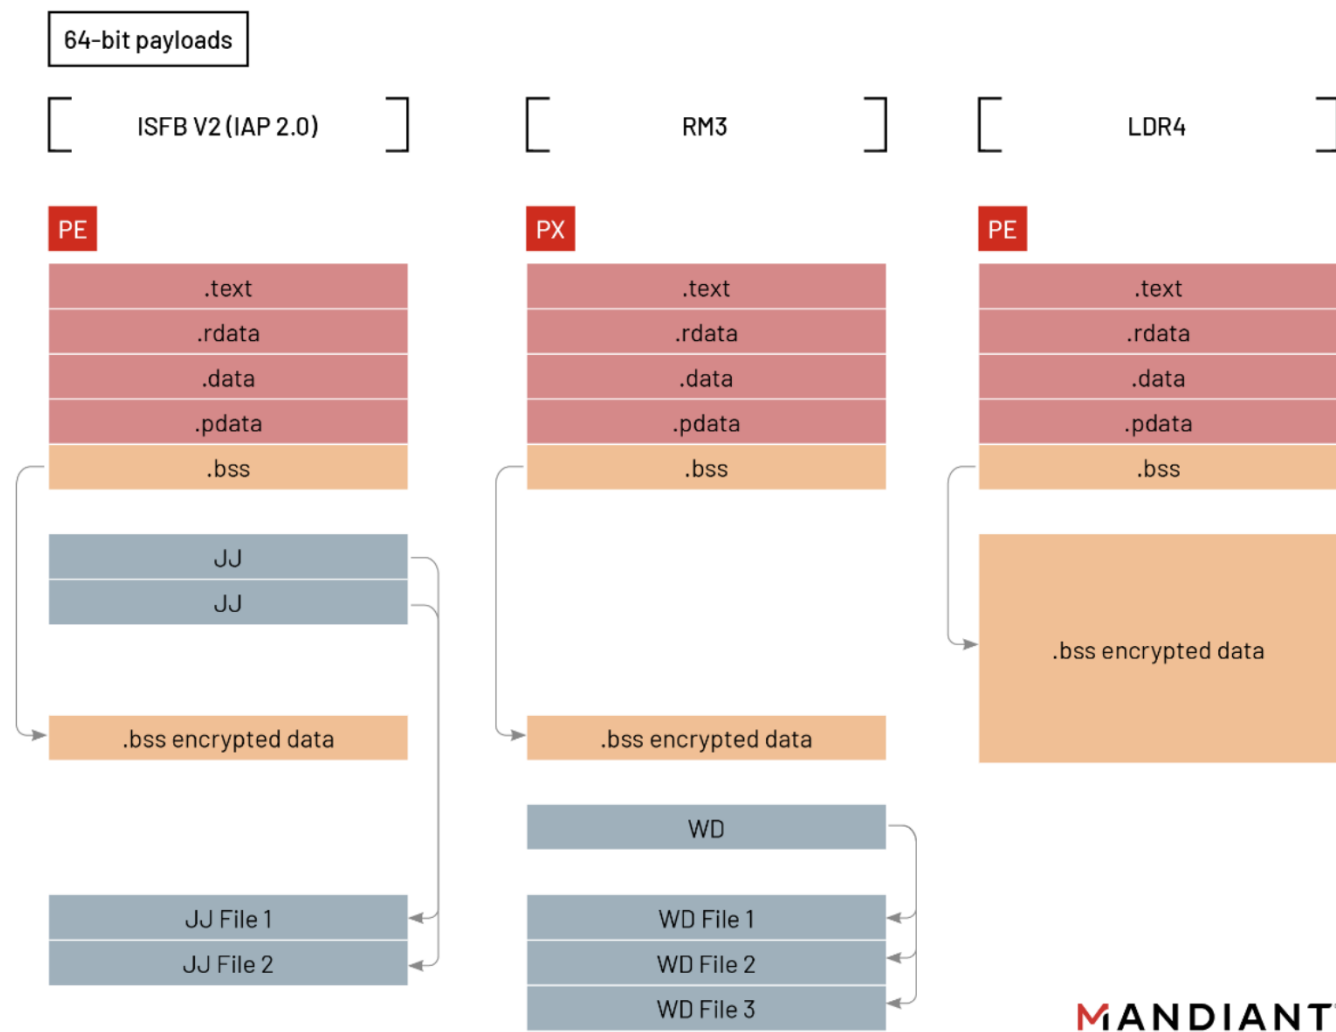 64-bit payloads
ISFB V2 (IAP 2.0)
RM3
LDR4
PE
PX
PE
.text
.text
.text
.rdata
.rdata
.rdata
.data
.data
.data
.pdata
.pdata
.pdata
.bss
.bss
.bss
JJ
JJ
.bss encrypted data
.bss encrypted data
.bss encrypted data
WD
JJ File 1
WD File 1
JJ File 2
WD File 2
WD File 3
MANDIANT